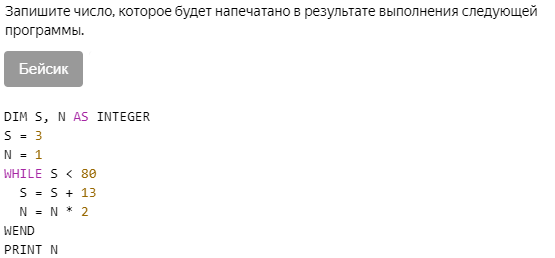 Запишите число, которое будет напечатано в результате выполнения следующей
программы.
Бейсик
DIM S, N AS INTEGER
S = 3
N = 1
WHILE S < 80
  S = S + 13
  N = N * 2
WEND
PRINT N